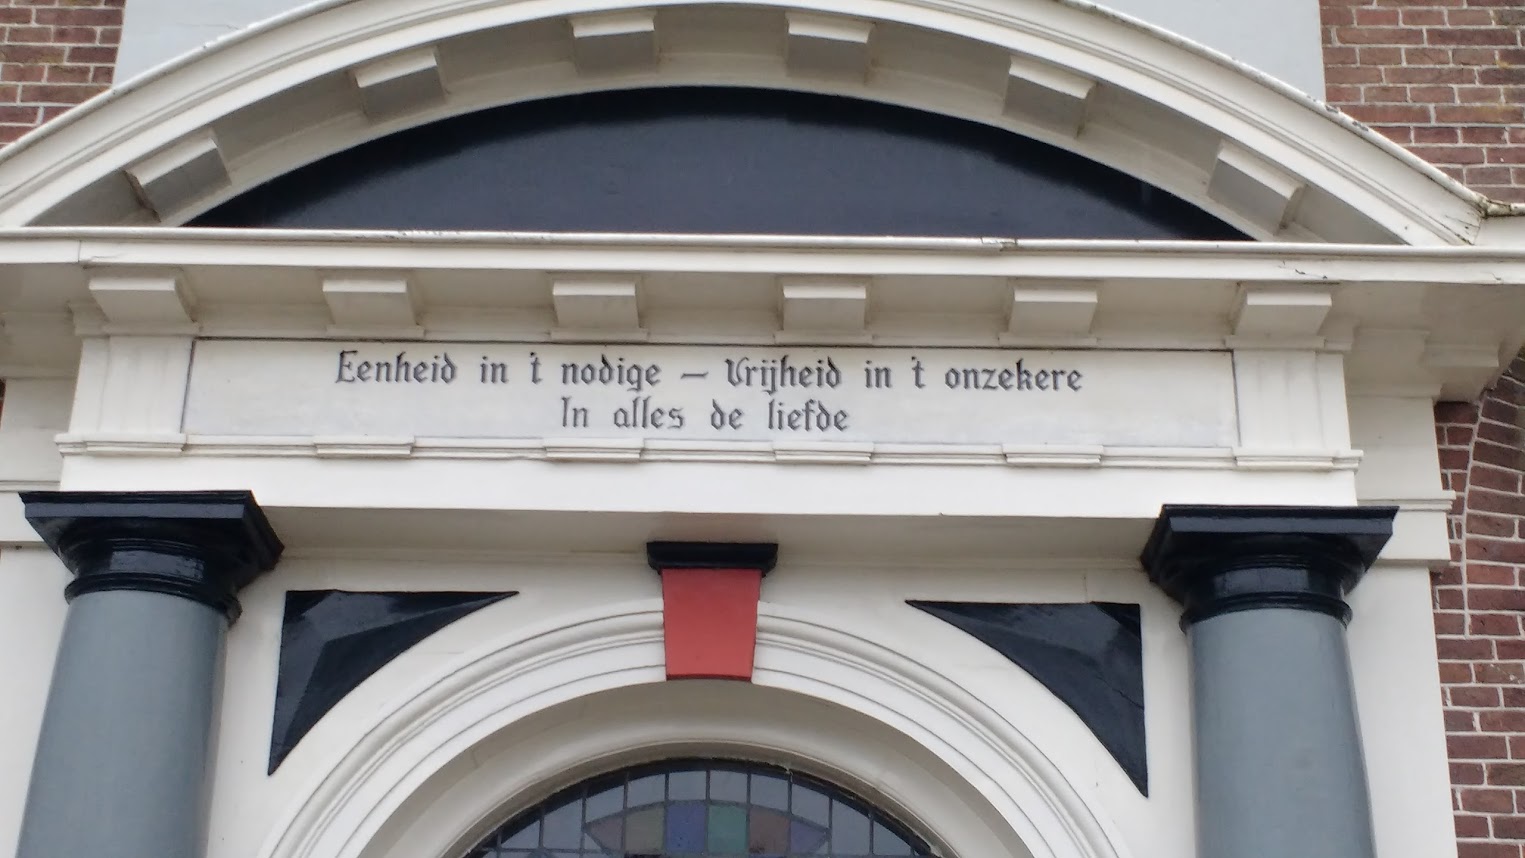 Eenheid in 't nodige – Vrijheid in 't onzekere
In alles de liefde